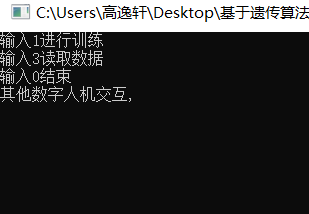 C:\Users\高逸轩\Desktop\基于遗传算法
输入1进行训练
输入3读取数据
输入0结束
其他数字人机交互,